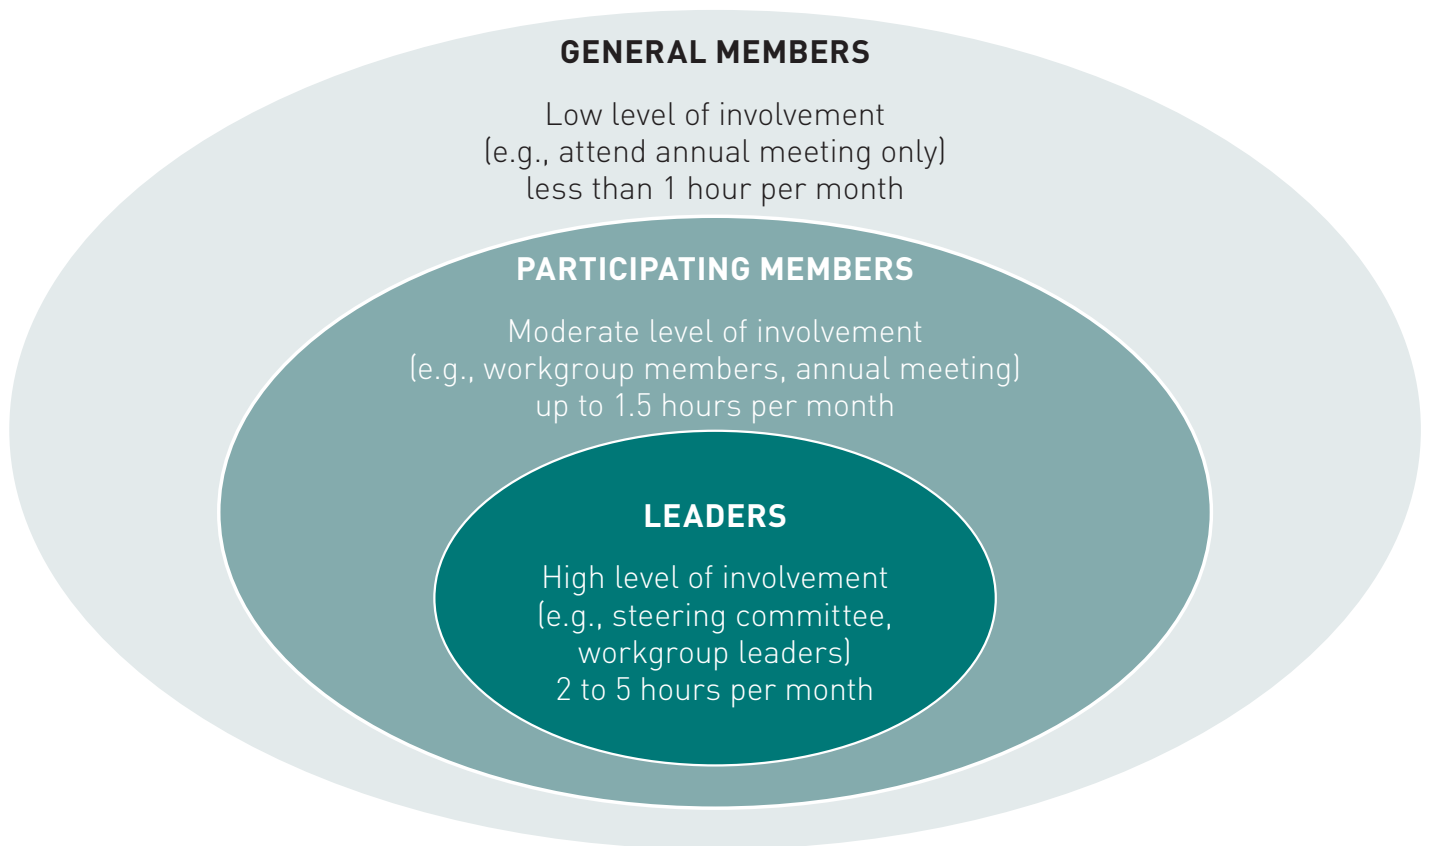 GENERAL MEMBERS
Low level of involvement
(e.g., attend annual meeting only)
less than 1 hour per month
PARTICIPATING MEMBERS
Moderate level of involvement
(e.g., workgroup members, annual meeting)
up to 1.5 hours per month
LEADERS
High level of involvement
(e.g., steering committee,
workgroup leaders)
2 to 5 hours per month